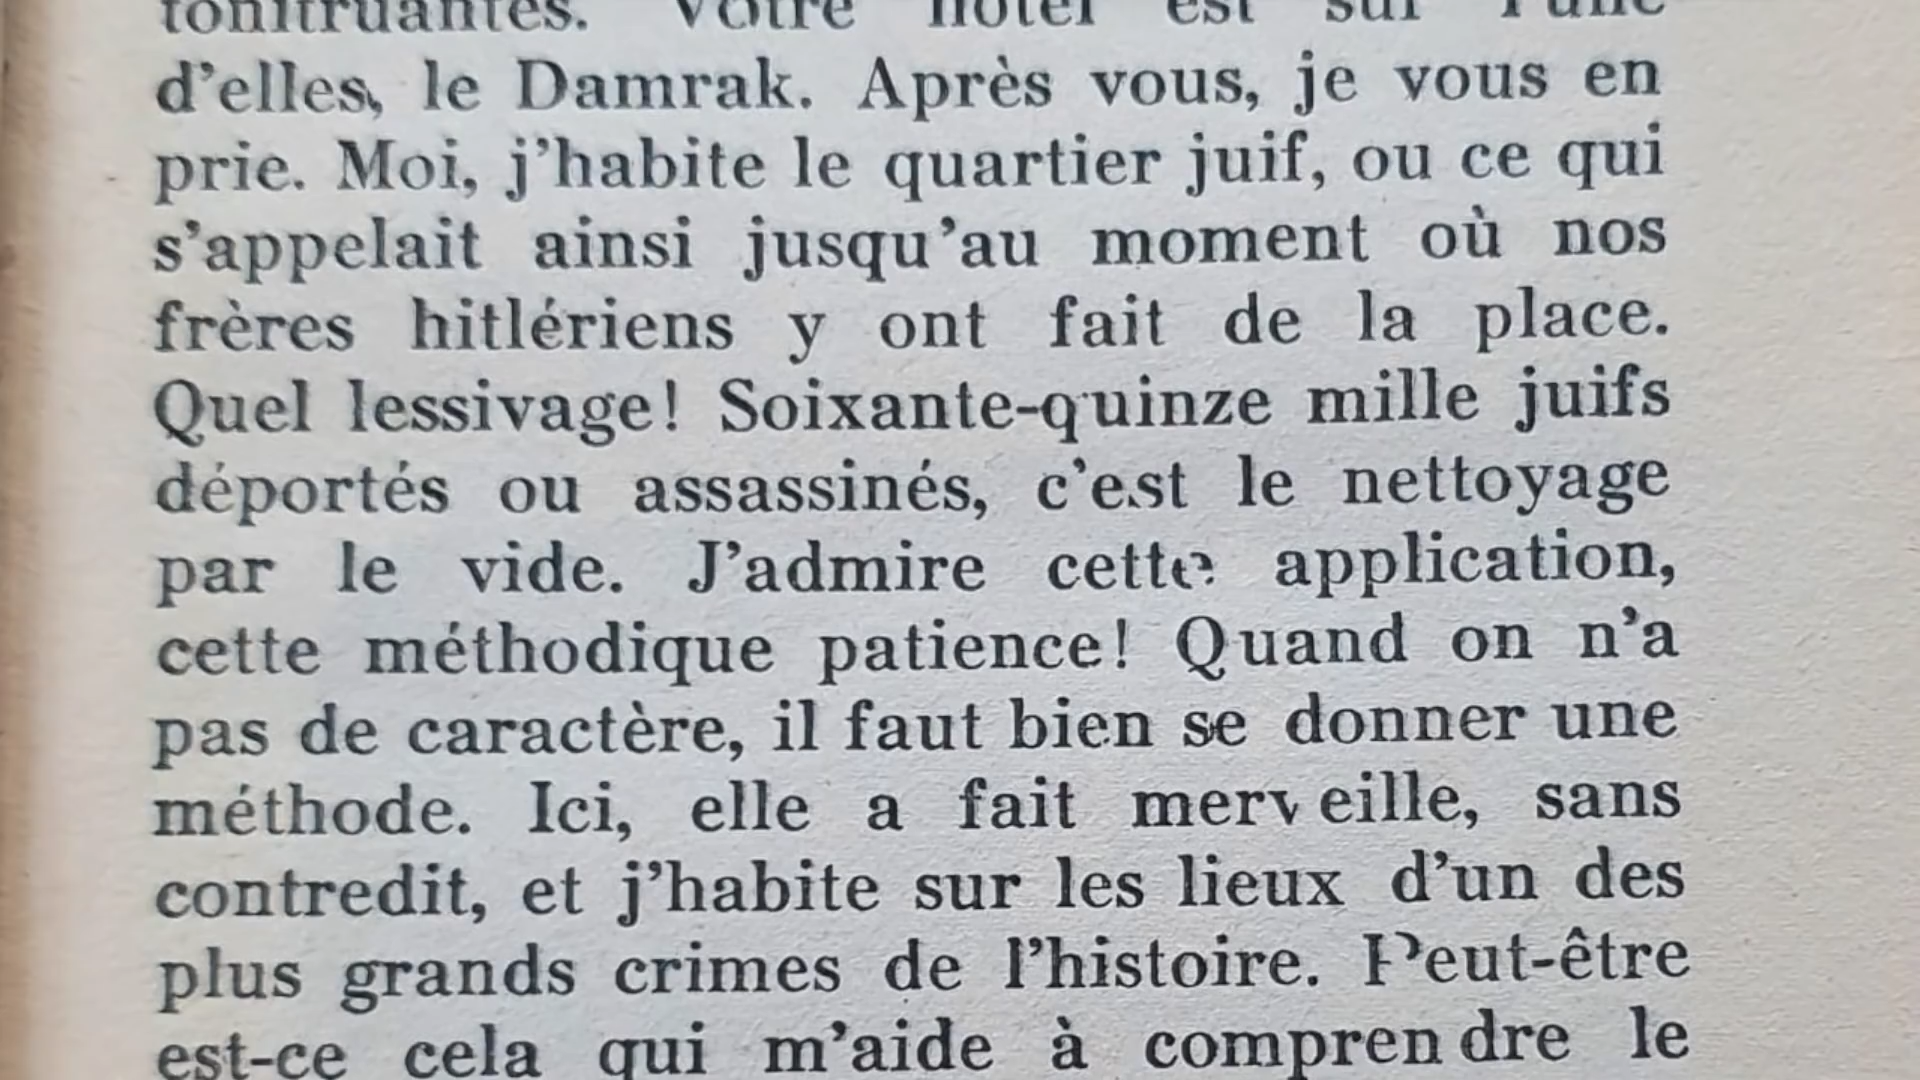 tonitruantes. Votre hôtel est sur l'une
d'elles, le Damrak. Après vous, je vous en
prie. Moi, j'habite le quartier juif, ou ce qui
s'appelait ainsi jusqu'au moment où nos
frères hitlériens y ont fait de la place.
Quel lessivage! Soixante-quinze mille juifs
déportés ou assassinés, c'est le nettoyage
par le vide. J'admire cette application,
cette méthodique patience! Quand on n'a
pas de caractère, il faut bien se donner une
méthode. Ici, elle a fait merveille, sans
contredit, et j'habite sur les lieux d'un des
plus grands crimes de l'histoire. Peut-être
est-ce cela qui m'aide à comprendre le